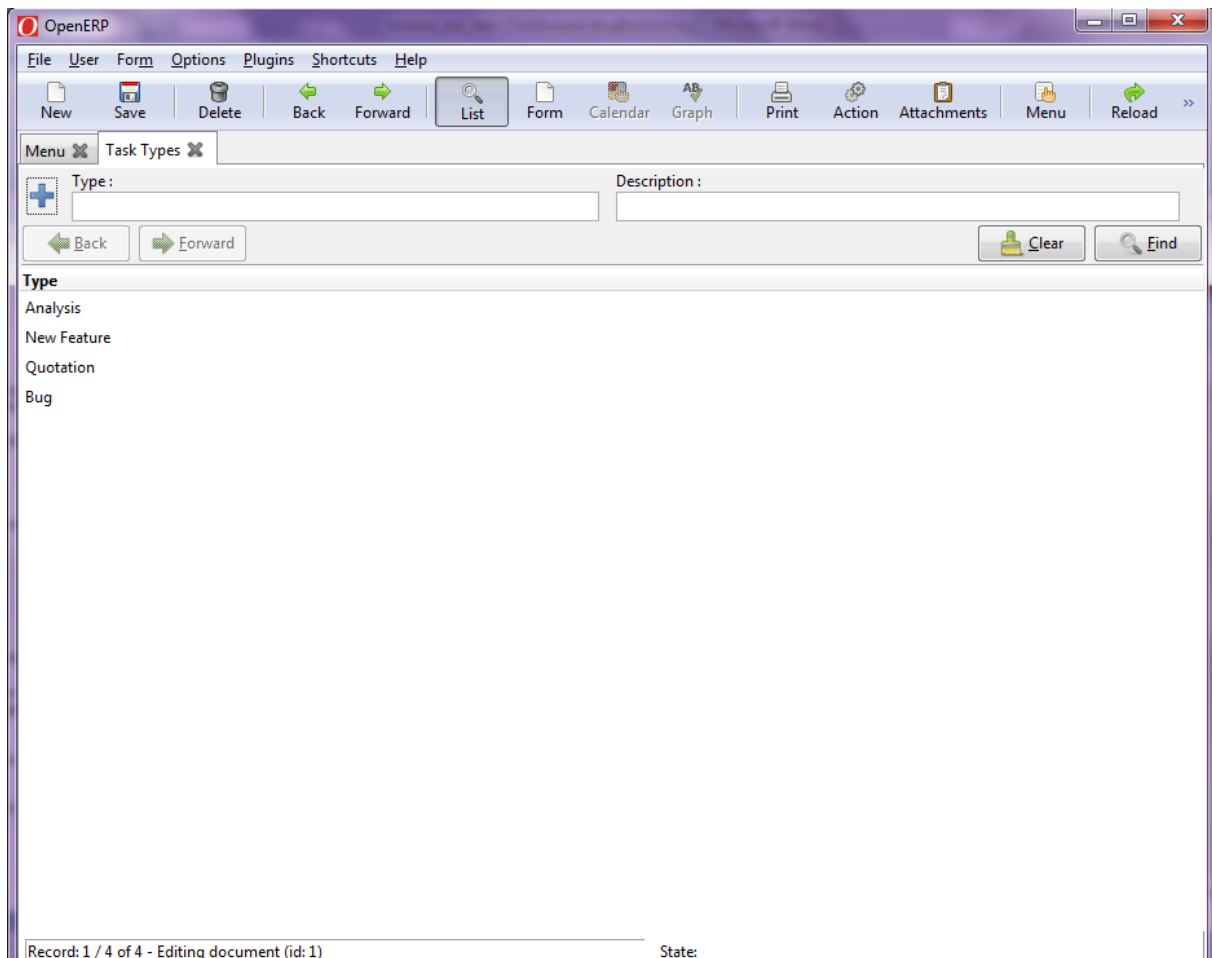 OpenERP
File User Form Options Plugins Shortcuts Help
New Save Delete Back Forward List Form Calendar Graph Print Action Attachments Menu Reload »
Menu Task Types
Type : Description :
Back Forward Clear Find
Type
Analysis
New Feature
Quotation
Bug
Record: 1 / 4 of 4 - Editing document (id: 1) State: